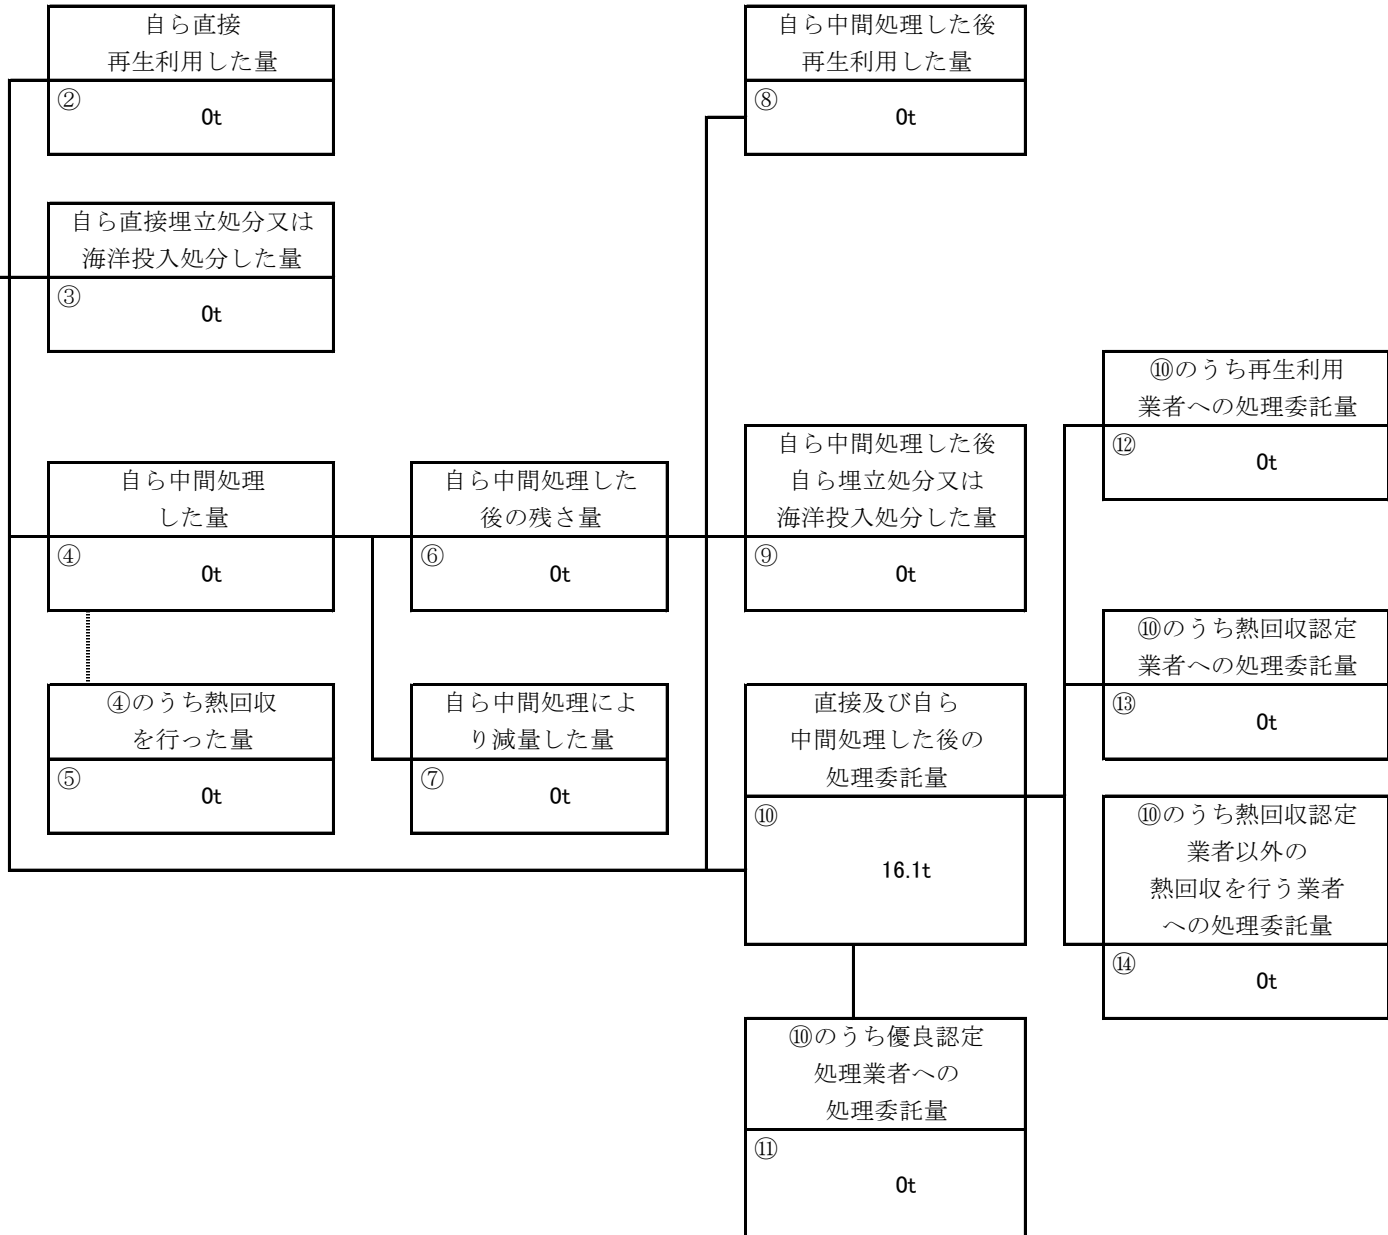 自ら直接
再生利用した量
②
0t
自ら中間処理した後
再生利用した量
⑧
0t
自ら直接埋立処分又は
海洋投入処分した量
③
0t
⑩のうち再生利用
業者への処理委託量
⑫
0t
自ら中間処理
した量
④
0t
自ら中間処理した
後の残さ量
⑥
0t
自ら中間処理した後
自ら埋立処分又は
海洋投入処分した量
⑨
0t
⑩のうち熱回収認定
業者への処理委託量
⑬
0t
④のうち熱回収
を行った量
⑤
0t
自ら中間処理によ
り減量した量
⑦
0t
直接及び自ら
中間処理した後の
処理委託量
⑩
16.1t
⑩のうち熱回収認定
業者以外の
熱回収を行う業者
への処理委託量
⑭
0t
⑩のうち優良認定
処理業者への
処理委託量
⑪
0t